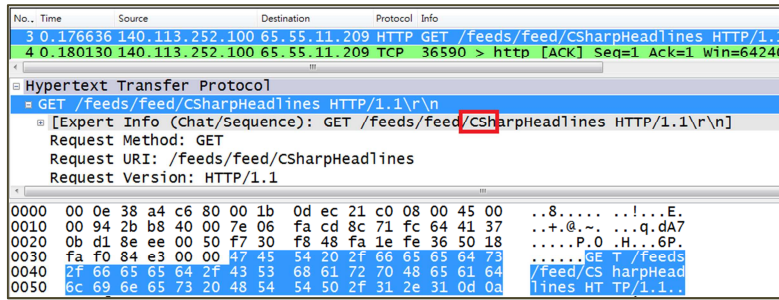 No.. Time Source Destination Protocol Info
3 0.176636 140.113.252.100 65.55.11.209 HTTP GET /feeds/feed/CSharpHeadlines HTTP/1.1
4 0.180130 140.113.252.100 65.55.11.209 TCP 36590 > http [ACK] Seq=1 Ack=1 Win=64240
Hypertext Transfer Protocol
GET /feeds/feed/CSharpHeadlines HTTP/1.1\r\n
[Expert Info (Chat/Sequence): GET /feeds/feed/CSharpHeadlines HTTP/1.1\r\n]
Request Method: GET
Request URI: /feeds/feed/CSharpHeadlines
Request Version: HTTP/1.1
0000 00 0e 38 a4 c6 80 00 1b 0d ec 21 c0 08 00 45 00 ..8..... ..!...E.
0010 00 94 2b b8 40 00 7e 06 fa cd 8c 71 fc 64 41 37 ..+.@.~. ...q.dA7
0020 0b d1 8e ee 00 50 f7 30 f8 48 fa 1e fe 36 50 18 .....P.0 .H...6P.
0030 fa f0 84 e3 00 00 47 45 54 20 2f 66 65 65 64 73 ......GE T /feeds
0040 2f 66 65 65 64 2f 43 53 68 61 72 70 48 65 61 64 /feed/CS harpHead
0050 6c 69 6e 65 73 20 48 54 54 50 2f 31 2e 31 0d 0a lines HT TP/1.1..